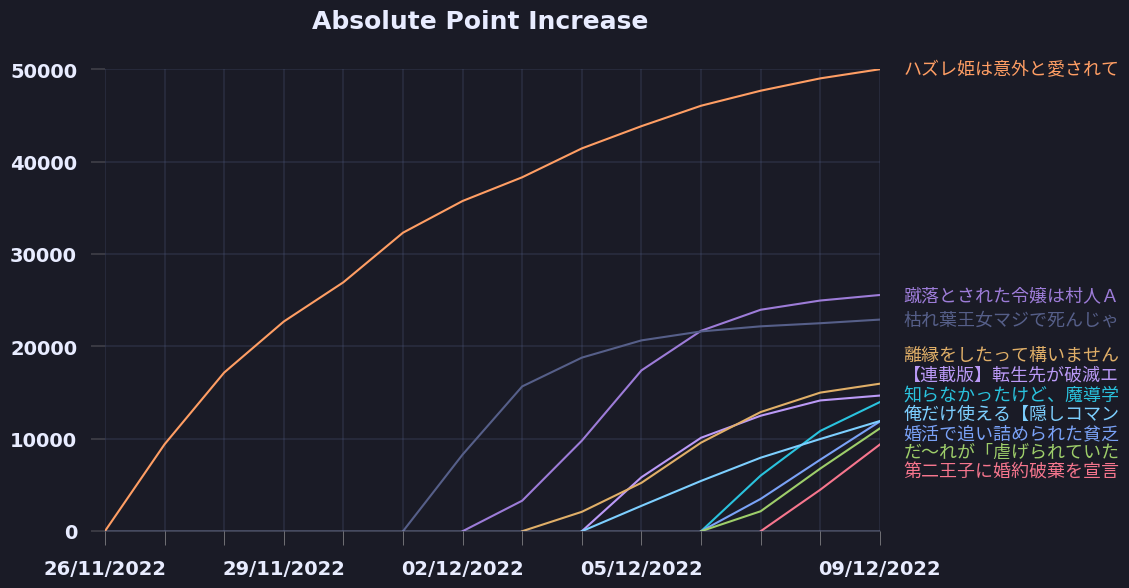 Absolute Point Increase
50000
40000
30000
20000
10000
0
26/11/2022
29/11/2022
02/12/2022
05/12/2022
09/12/2022
ハズレ姫は意外と愛されて
蹴落とされた令嬢は村人Ａ
枯れ葉王女マジで死んじゃ
離縁をしたって構いません
【連載版】転生先が破滅エ
知らなかったけど、魔導学
俺だけ使える【隠しコマン
婚活で追い詰められた貧乏
だ～れが「虐げられていた
第二王子に婚約破棄を宣言